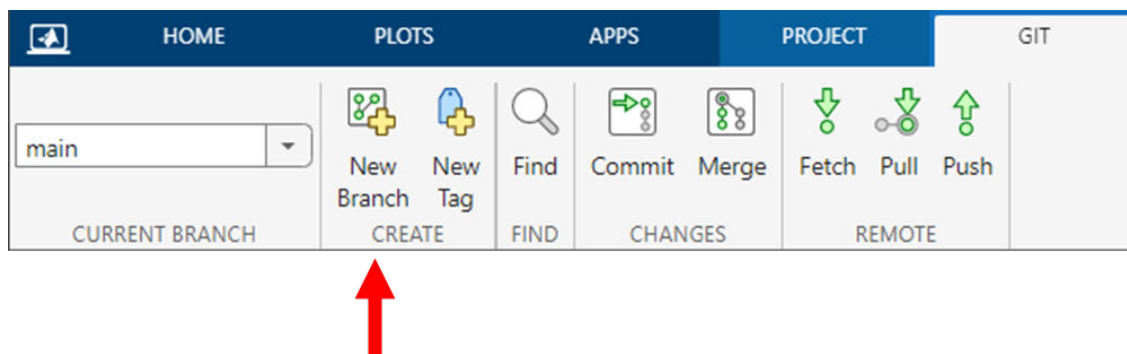 HOME PLOTS APPS PROJECT GIT
main
New Branch
New Tag
Find
Commit
Merge
Fetch
Pull
Push
CURRENT BRANCH CREATE FIND CHANGES REMOTE